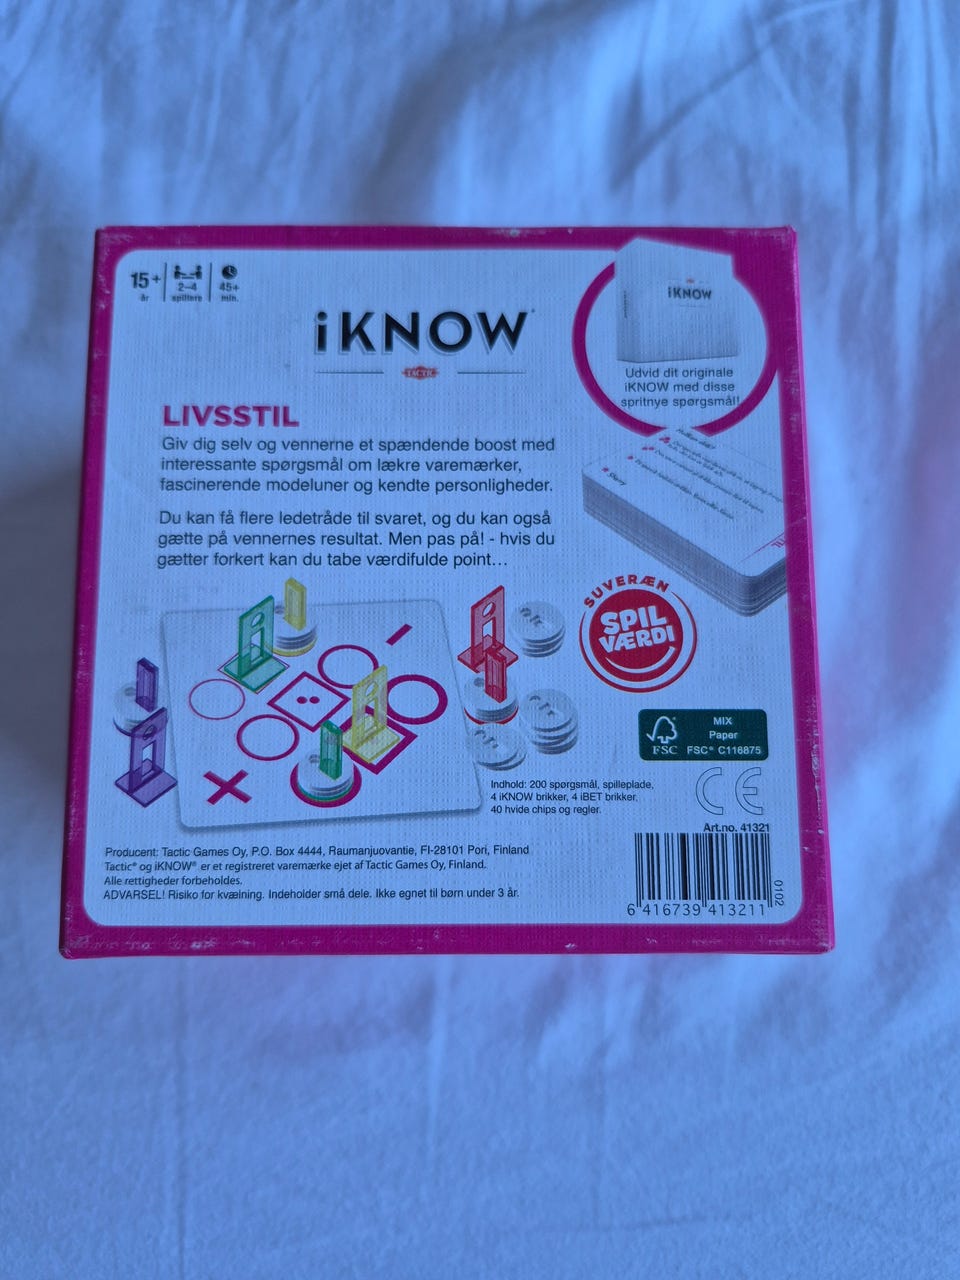 15+
år
2–4
spillere
45+
min.
iKNOW
TACTIC
iKNOW
Udvid dit originale
iKNOW med disse
spritnye spørgsmål!
LIVSSTIL
Giv dig selv og vennerne et spændende boost med
interessante spørgsmål om lækre varemærker,
fascinerende modeluner og kendte personligheder.
Du kan få flere ledetråde til svaret, og du kan også
gætte på vennernes resultat. Men pas på! - hvis du
gætter forkert kan du tabe værdifulde point…
SUVERÆN
SPIL
VÆRDI
MIX
Paper
FSC
FSC® C116875
CE
Indhold: 200 spørgsmål, spilleplade,
4 iKNOW brikker, 4 iBET brikker,
40 hvide chips og regler.
Art.no. 41321
Producent: Tactic Games Oy, P.O. Box 4444, Raumanjuovantie, FI-28101 Pori, Finland
Tactic® og iKNOW® er et registreret varemærke ejet af Tactic Games Oy, Finland.
Alle rettigheder forbeholdes.
ADVARSEL! Risiko for kvælning. Indeholder små dele. Ikke egnet til børn under 3 år.
0102
6 416739 413211